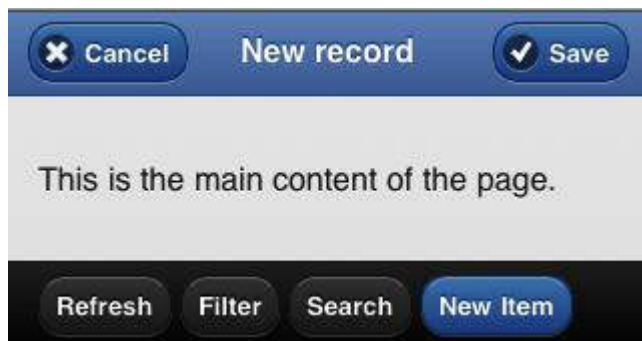 Cancel New record Save
This is the main content of the page.
Refresh Filter Search New Item